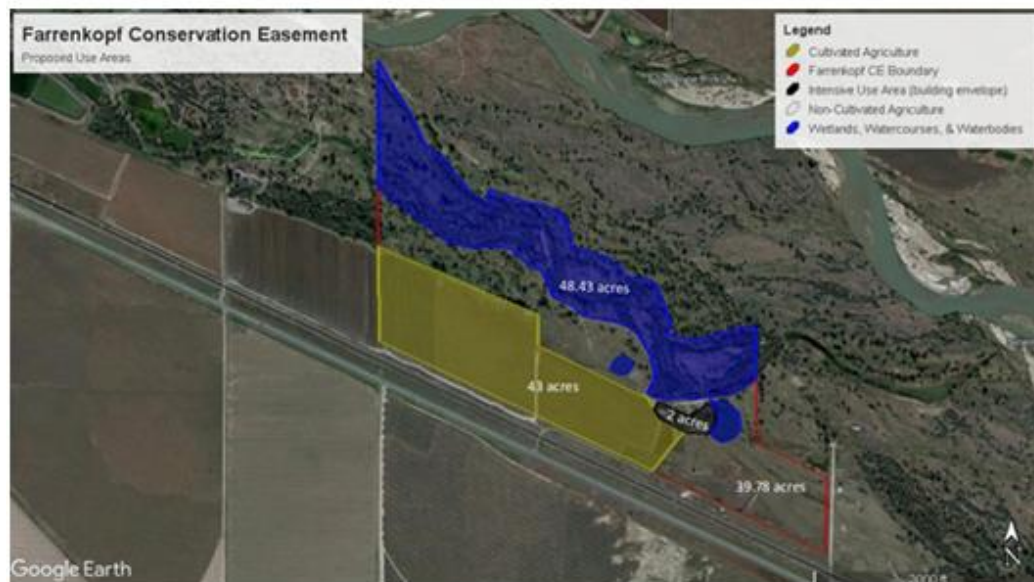 Farrenkopf Conservation Easement
Proposed Use Areas
Legend
Cultivated Agriculture
Farrenkopf CE Boundary
Intensive Use Area (building envelope)
Non-Cultivated Agriculture
Wetlands, Watercourses, & Waterbodies
48.43 acres
43 acres
2 acres
39.78 acres
Google Earth